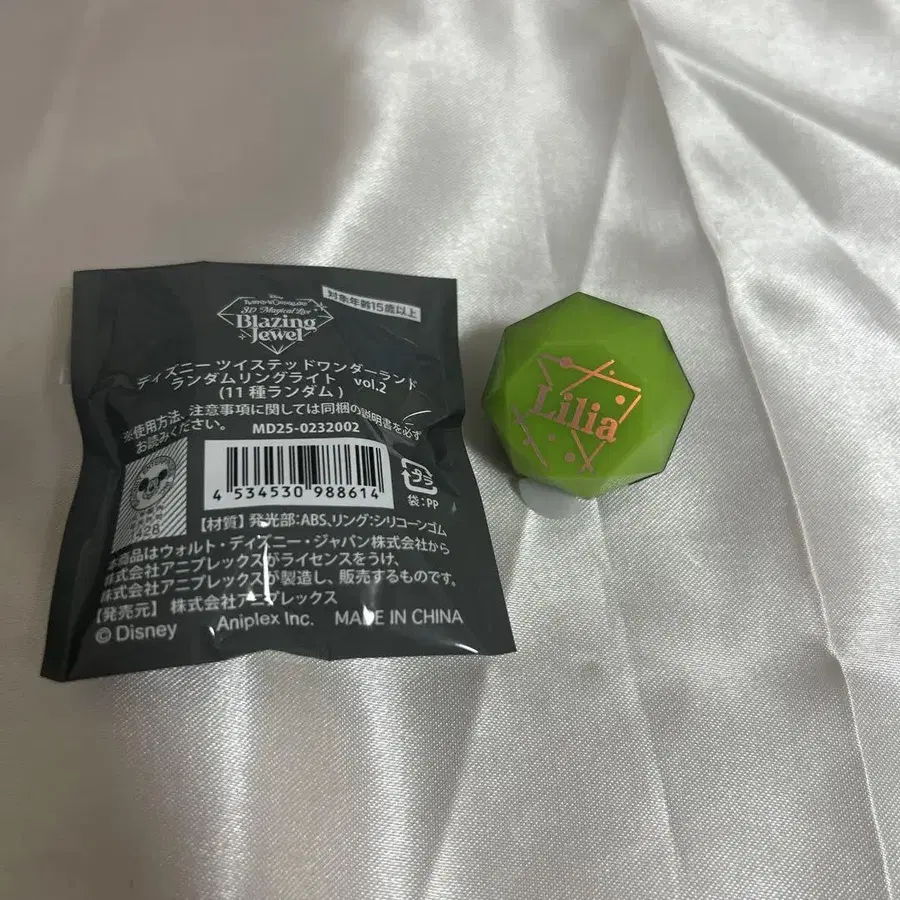 Disney
TWISTED-WONDERLAND
3D Magical Live
Blazing
Jewel
対象年齢15歳以上
ディズニー ツイステッドワンダーランド
ランダムリングライト vol.2
(11種ランダム)
※使用方法、注意事項に関しては同梱の説明書を必ず
お読みください。
MD25-0232002
4 534530 988614
プラ
袋:PP
【材質】発光部:ABS、リング:シリコーンゴム
本商品はウォルト・ディズニー・ジャパン株式会社から
株式会社アニプレックスがライセンスをうけ、
株式会社アニプレックスが製造し、販売するものです。
【発売元】株式会社アニプレックス
© Disney Aniplex Inc. MADE IN CHINA
Lilia